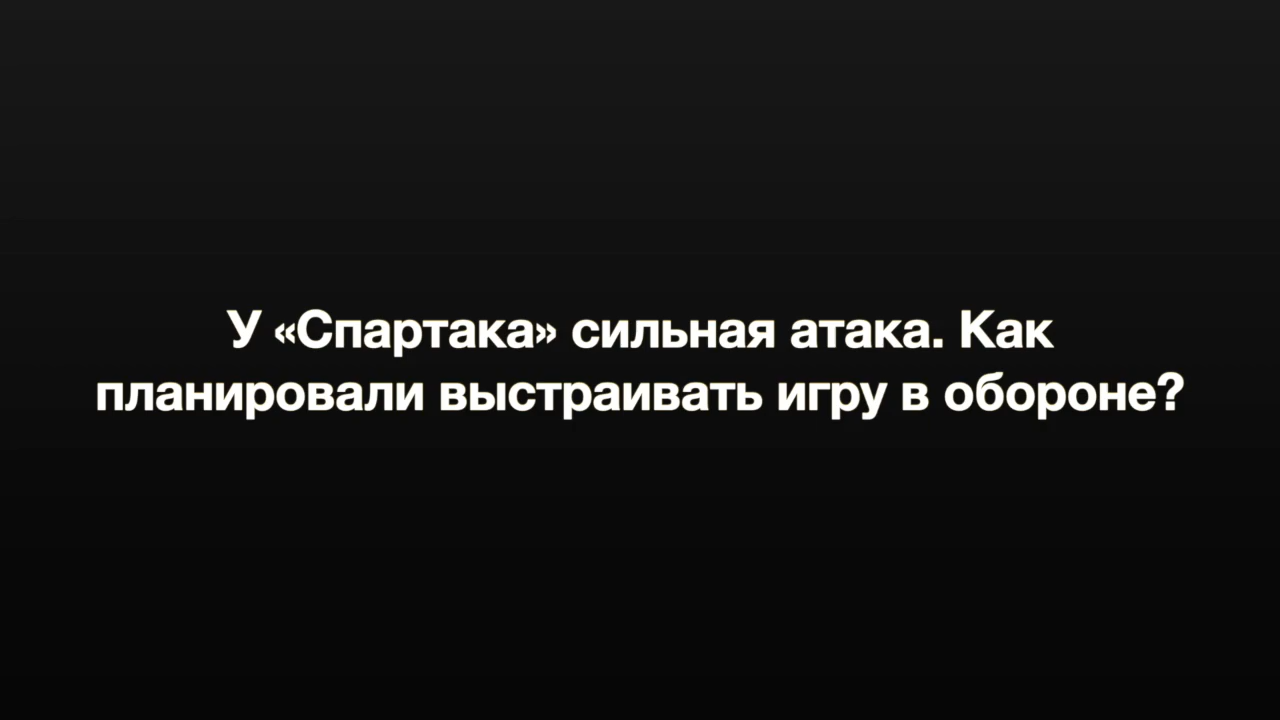 У «Спартака» сильная атака. Как
планировали выстраивать игру в обороне?